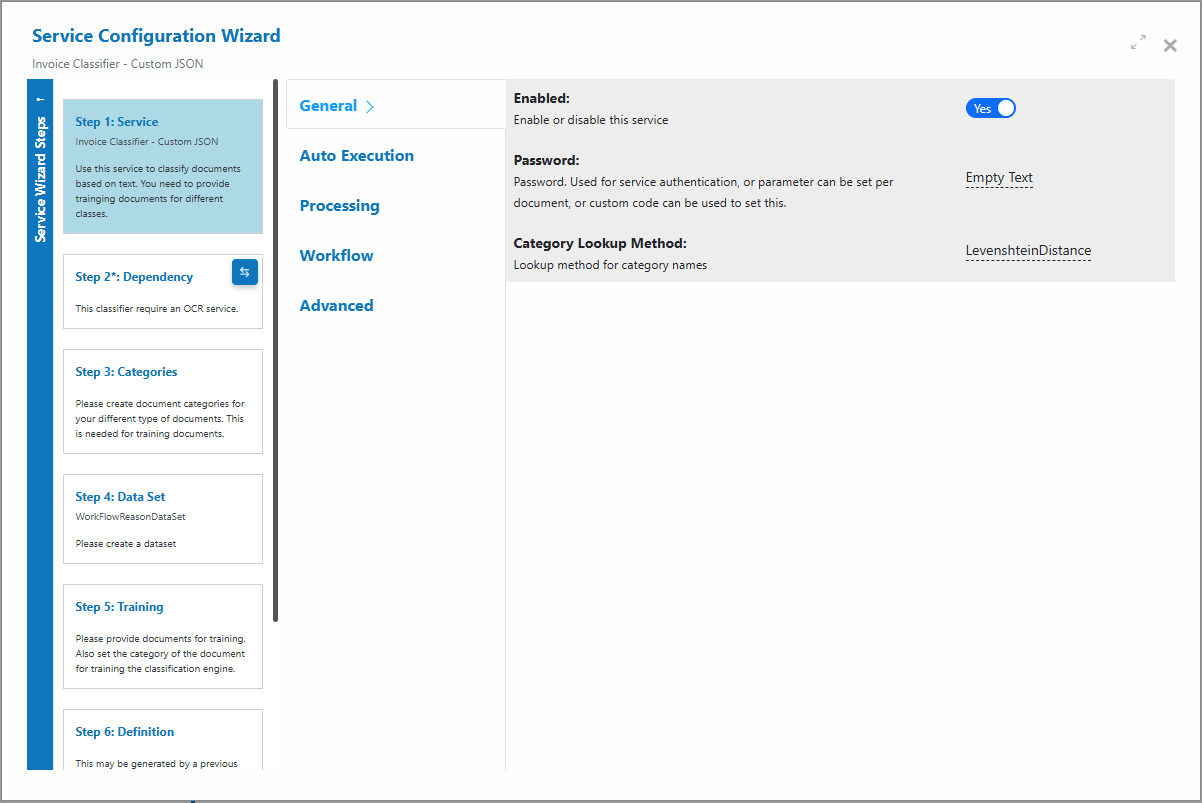 Service Configuration Wizard
Invoice Classifier - Custom JSON
Service Wizard Steps
Step 1: Service
Invoice Classifier - Custom JSON
Use this service to classify documents
based on text. You need to provide
trainging documents for different
classes.
Step 2*: Dependency
This classifier require an OCR service.
Step 3: Categories
Please create document categories for
your different type of documents. This
is needed for training documents.
Step 4: Data Set
WorkFlowReasonDataSet
Please create a dataset
Step 5: Training
Please provide documents for training.
Also set the category of the document
for training the classification engine.
Step 6: Definition
This may be generated by a previous
General
Auto Execution
Processing
Workflow
Advanced
Enabled:
Enable or disable this service
Yes
Password:
Password. Used for service authentication, or parameter can be set per
document, or custom code can be used to set this.
Empty Text
Category Lookup Method:
Lookup method for category names
LevenshteinDistance